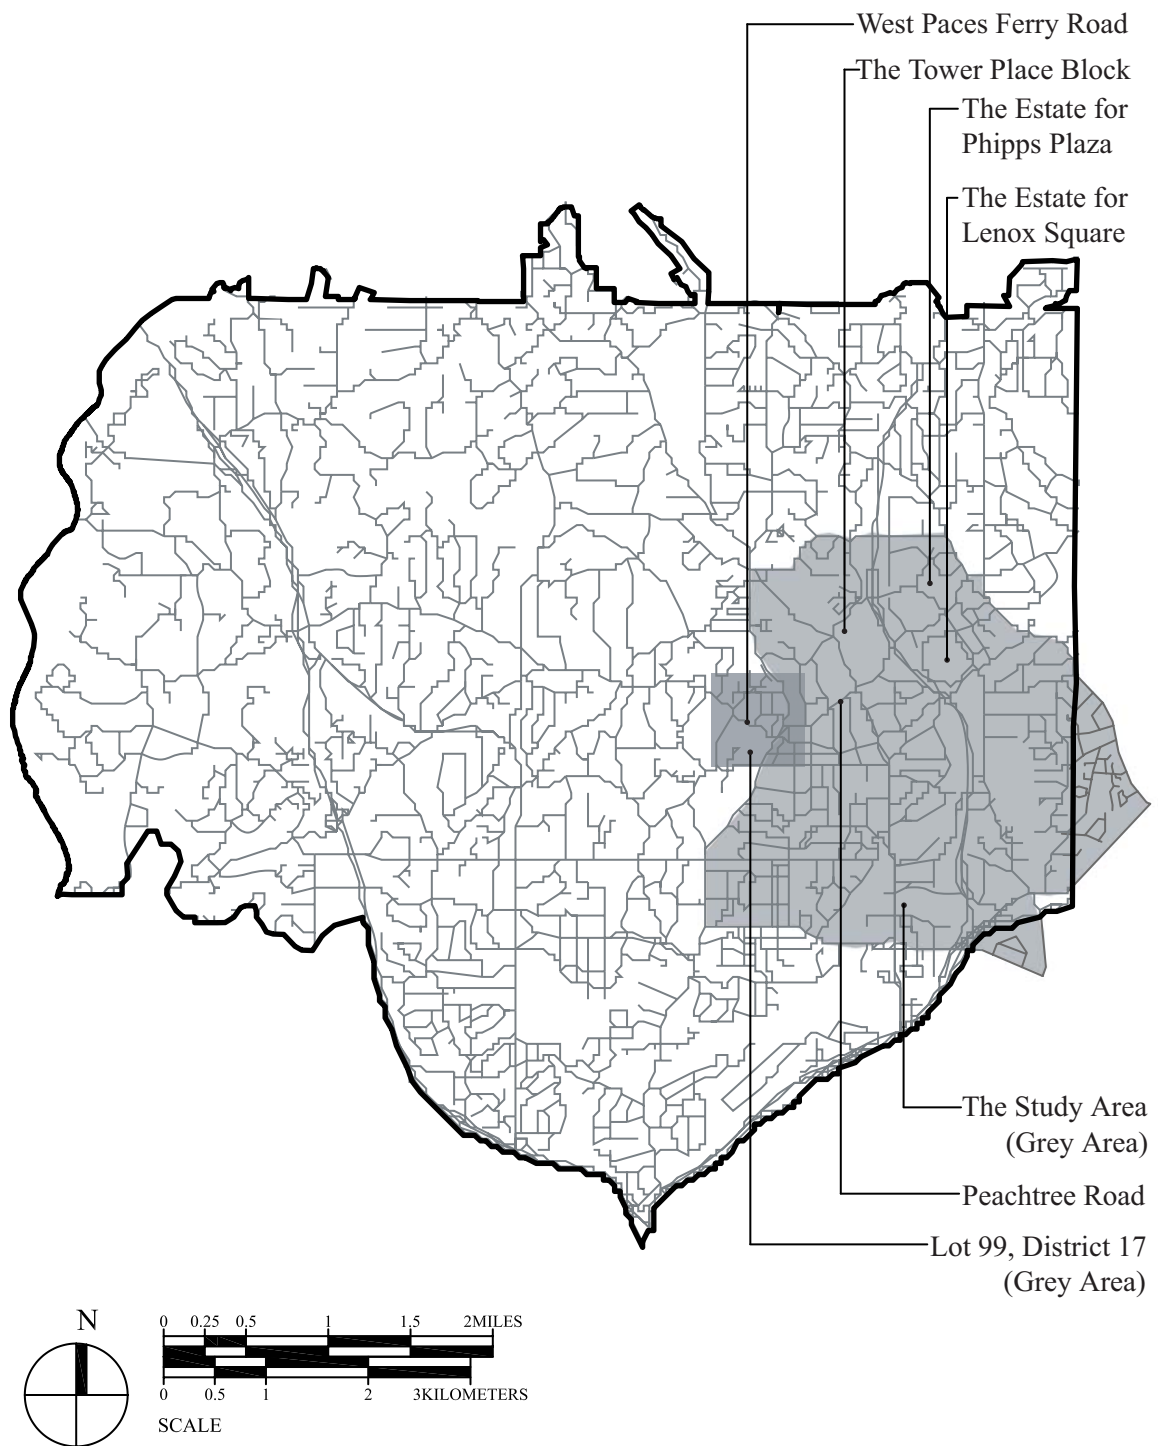 West Paces Ferry Road
The Tower Place Block
The Estate for
Phipps Plaza
The Estate for
Lenox Square
The Study Area
(Grey Area)
Peachtree Road
Lot 99, District 17
(Grey Area)
N
0 0.25 0.5 1 1.5 2MILES
0 0.5 1 2 3KILOMETERS
SCALE